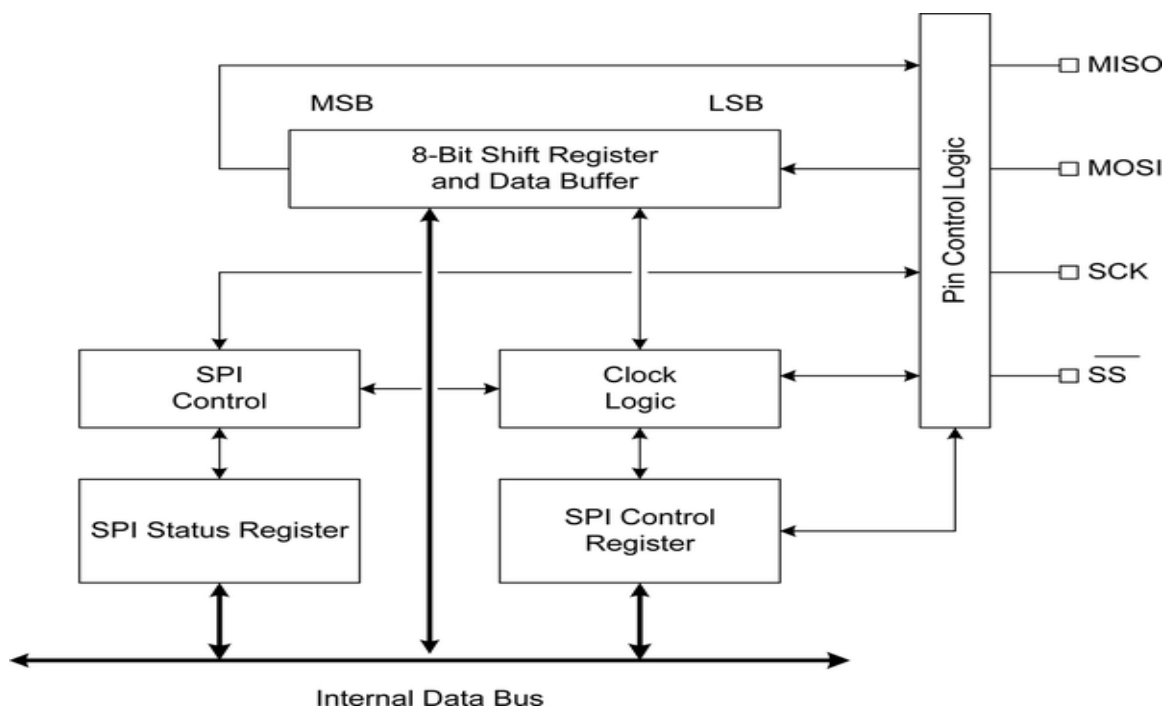 MISO
MSB
LSB
8-Bit Shift Register
and Data Buffer
MOSI
Pin Control Logic
SCK
SPI
Control
Clock
Logic
SS
SPI Status Register
SPI Control
Register
Internal Data Bus